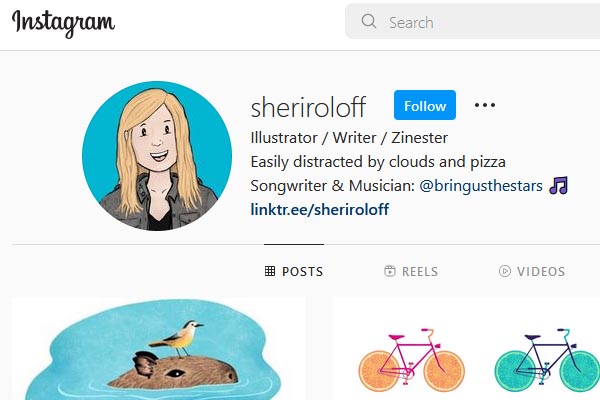 Instagram
Search
sheriroloff
Follow
Illustrator / Writer / Zinester
Easily distracted by clouds and pizza
Songwriter & Musician: @bringusthestars 🎵
linktr.ee/sheriroloff
POSTS
REELS
VIDEOS